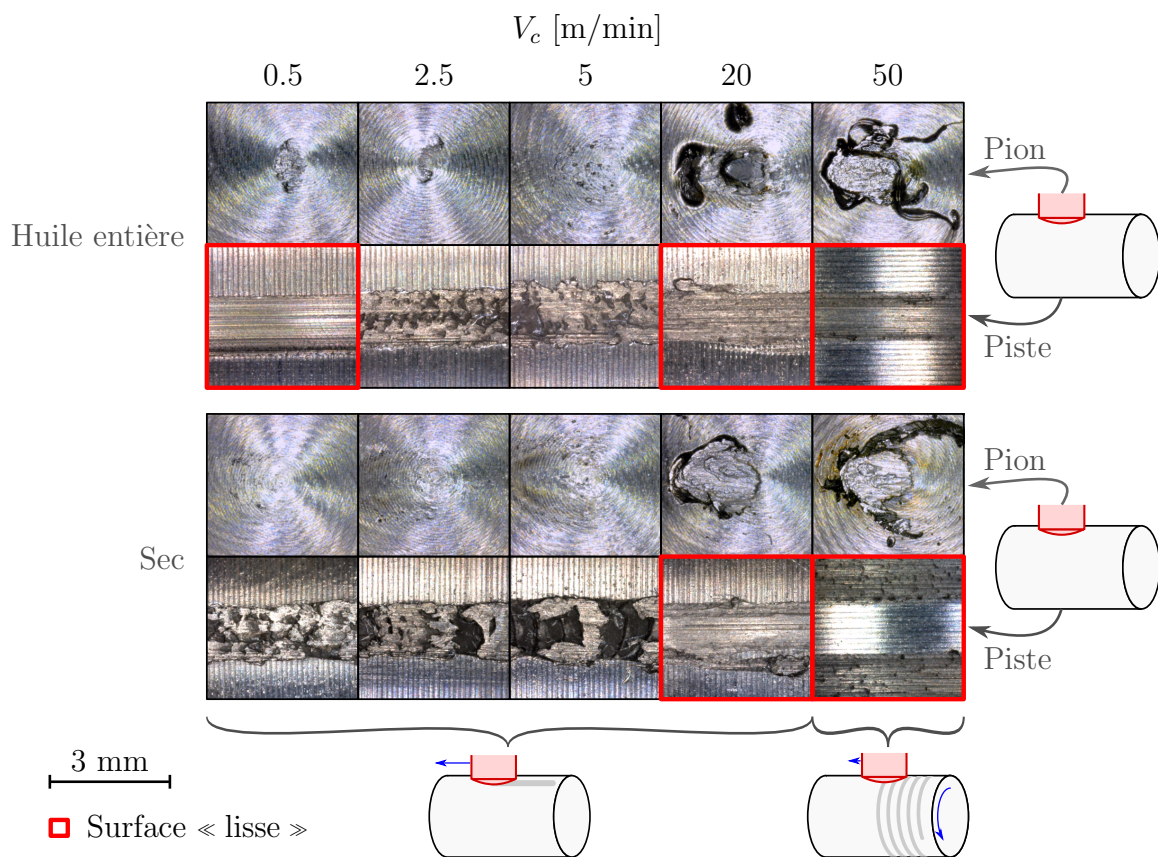 V_c [m/min]
0.5 2.5 5 20 50
Pion
Huile entière
Piste
Pion
Sec
Piste
3 mm
Surface « lisse »